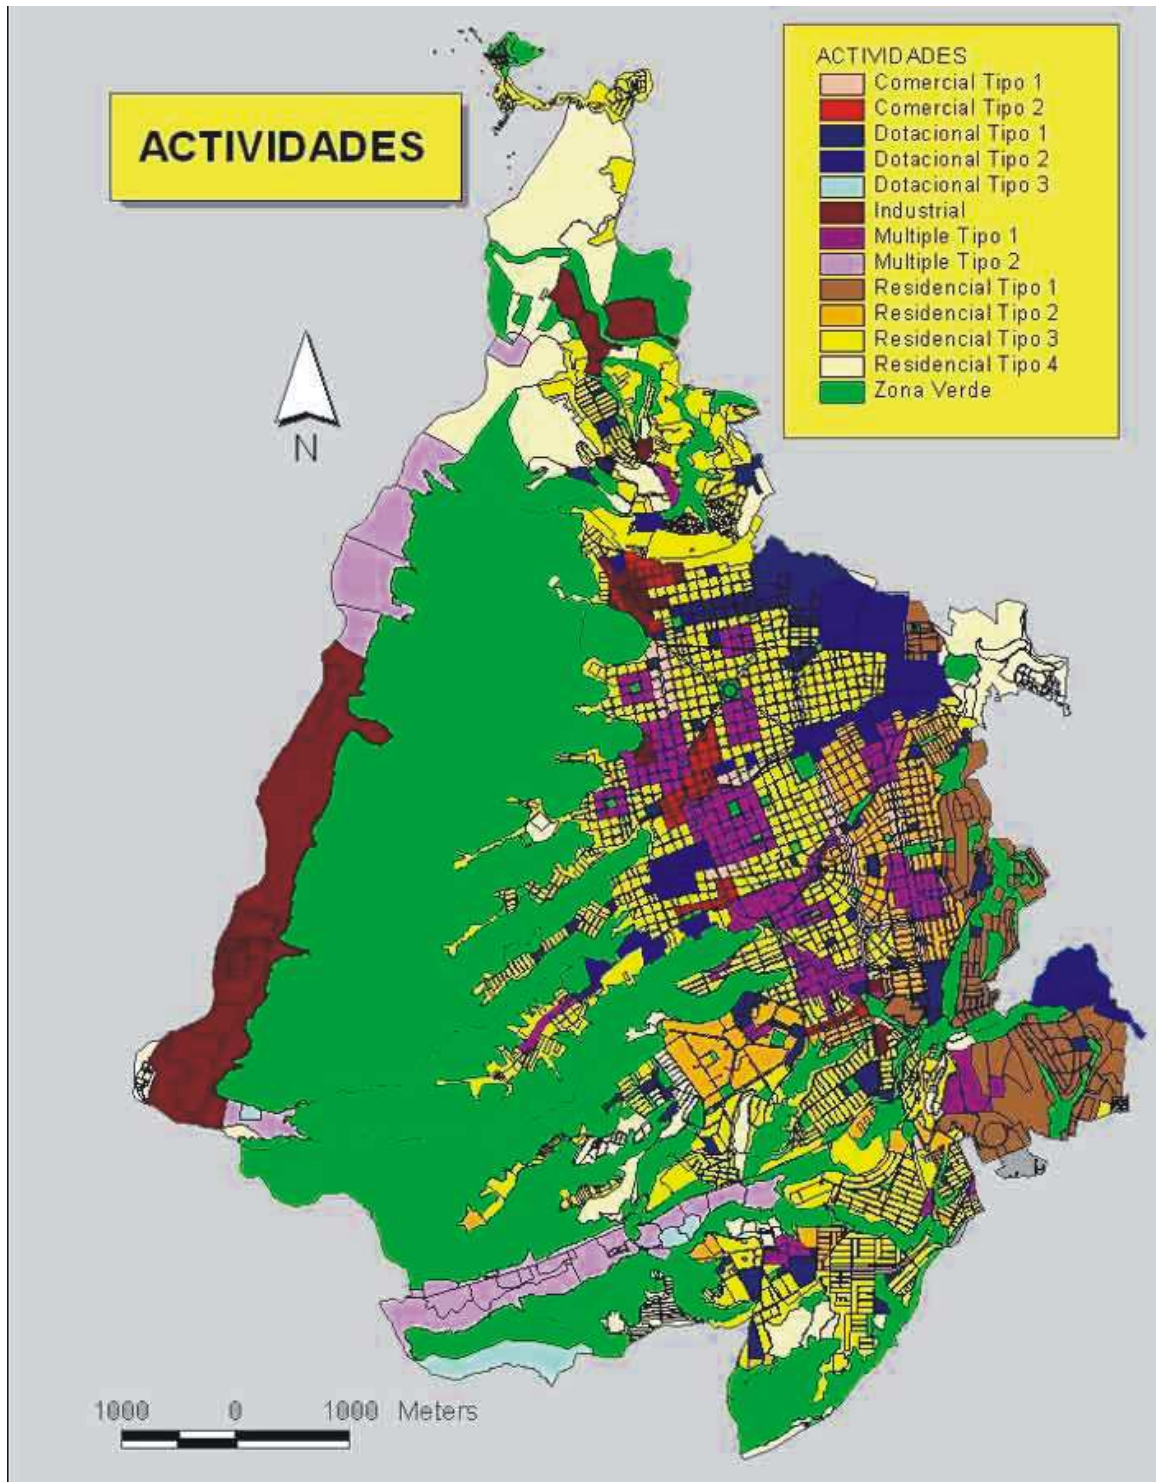 ACTIVIDADES
ACTIVIDADES
Comercial Tipo 1
Comercial Tipo 2
Dotacional Tipo 1
Dotacional Tipo 2
Dotacional Tipo 3
Industrial
Multiple Tipo 1
Multiple Tipo 2
Residencial Tipo 1
Residencial Tipo 2
Residencial Tipo 3
Residencial Tipo 4
Zona Verde
N
1000 0 1000 Meters